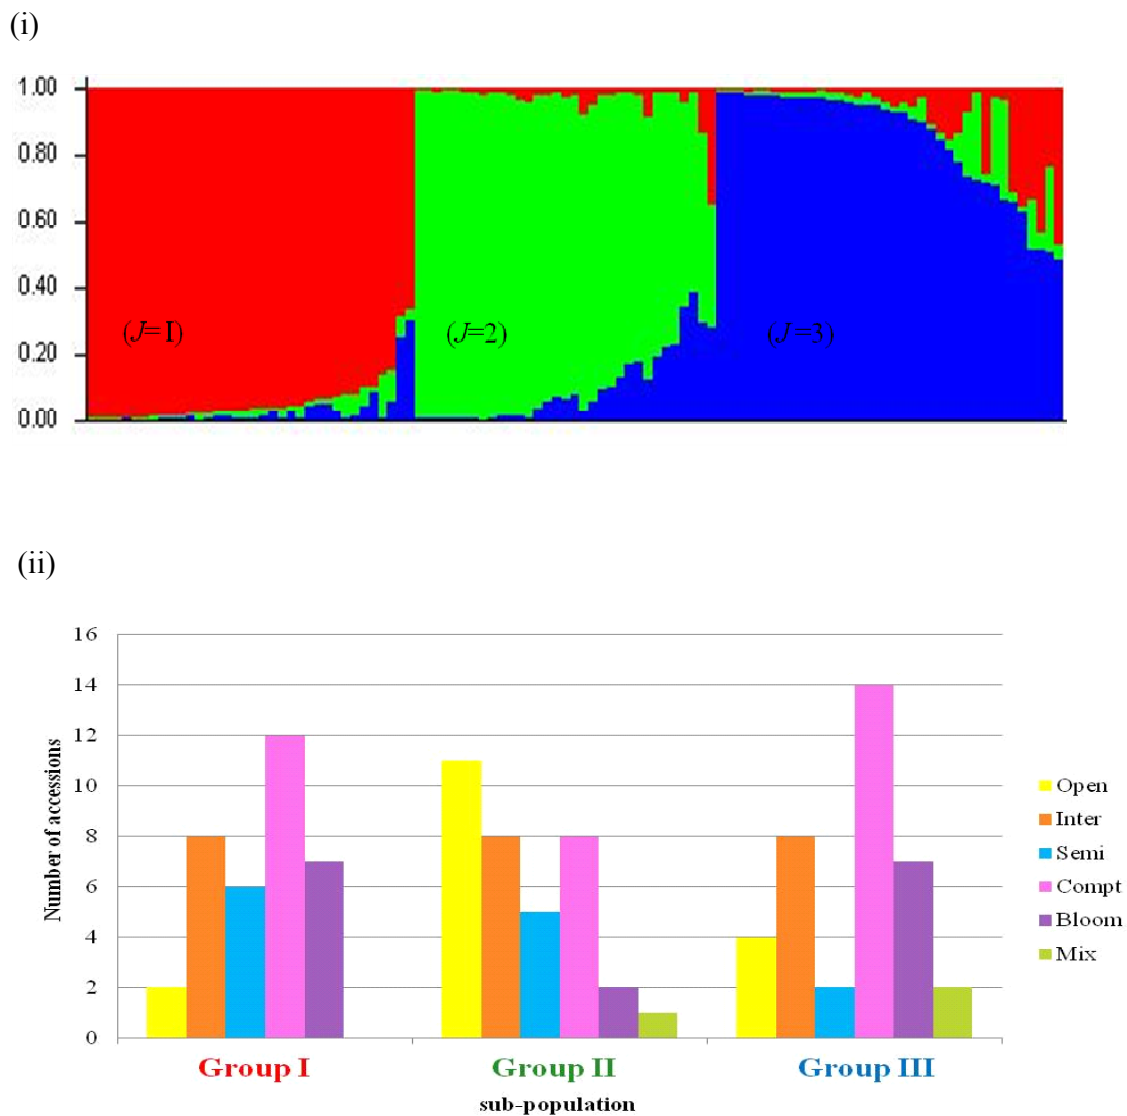 (i)
1.00
0.80
0.60
0.40
0.20
0.00
(J=I)
(J=2)
(J=3)
(ii)
16
14
12
10
8
6
4
2
0
Number of accessions
Open
Inter
Semi
Compt
Bloom
Mix
Group I
Group II
Group III
sub-population